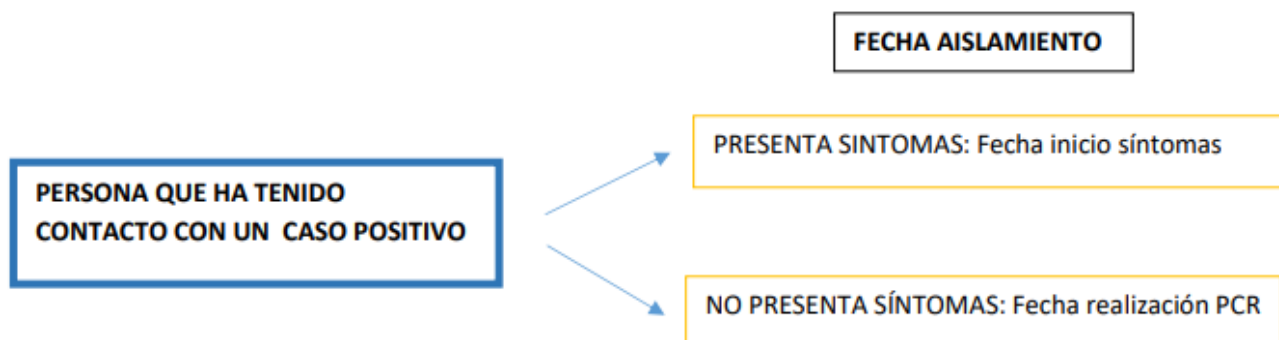 FECHA AISLAMIENTO
PRESENTA SINTOMAS: Fecha inicio síntomas
PERSONA QUE HA TENIDO
CONTACTO CON UN CASO POSITIVO
NO PRESENTA SÍNTOMAS: Fecha realización PCR